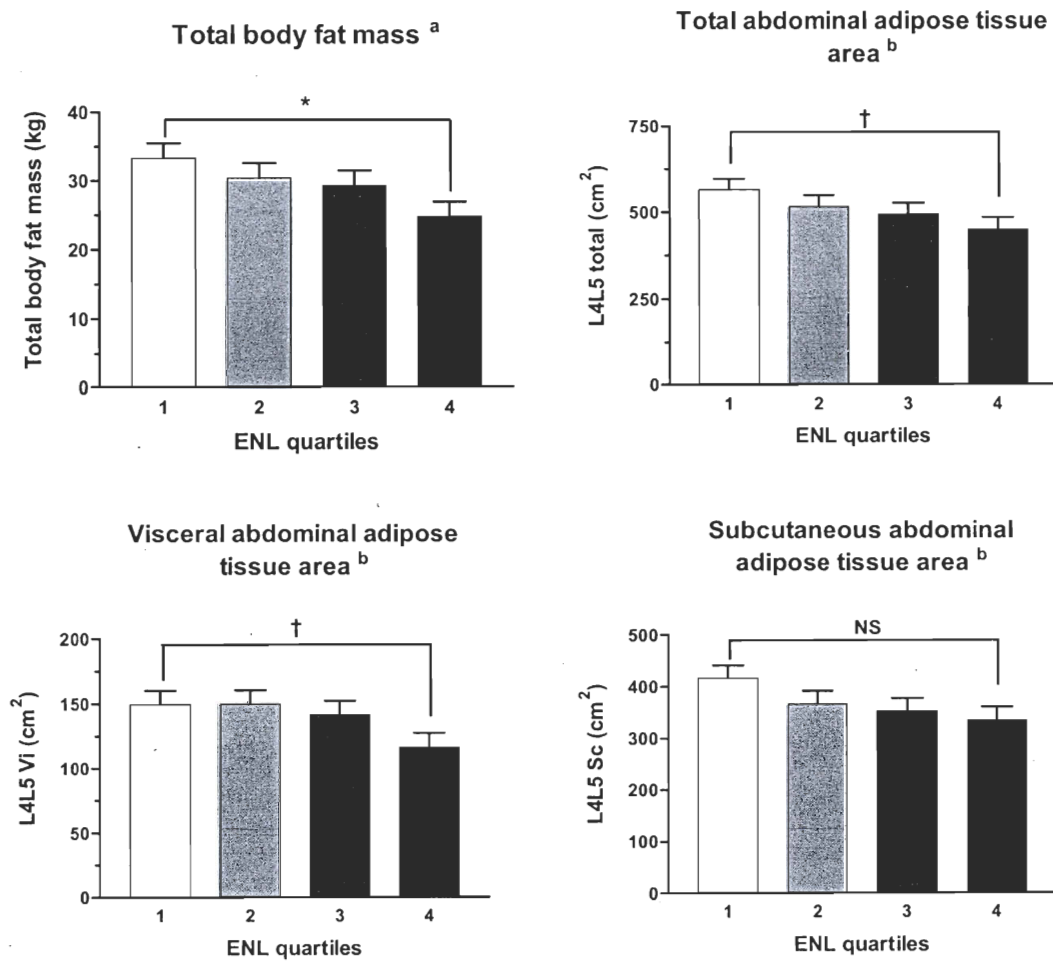 Total body fat mass a
*
40
30
20
10
0
Total body fat mass (kg)
1 2 3 4
ENL quartiles
Total abdominal adipose tissue
area b
†
750
500
250
0
L4L5 total (cm2)
1 2 3 4
ENL quartiles
Visceral abdominal adipose
tissue area b
†
200
150
100
50
0
L4L5 Vi (cm2)
1 2 3 4
ENL quartiles
Subcutaneous abdominal
adipose tissue area b
NS
500
400
300
200
100
0
L4L5 Sc (cm2)
1 2 3 4
ENL quartiles